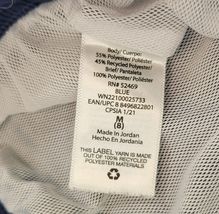 Body/ Cuerpo:
55% Polyester/ Poliéster
45% Recycled Polyester/ Poliéster
Brief/ Pantaleta
100% Polyester/ Poliéster
RN# 52469
BLUE
WN22100025733
EAN/UPC 8 8496822801
CPSIA 1/21
M
(8)
Made In Jordan
Hecho En Jordania
THIS LABEL YARN IS MADE
OUT OF 100% RECYCLED
POLYESTER MATERIALS